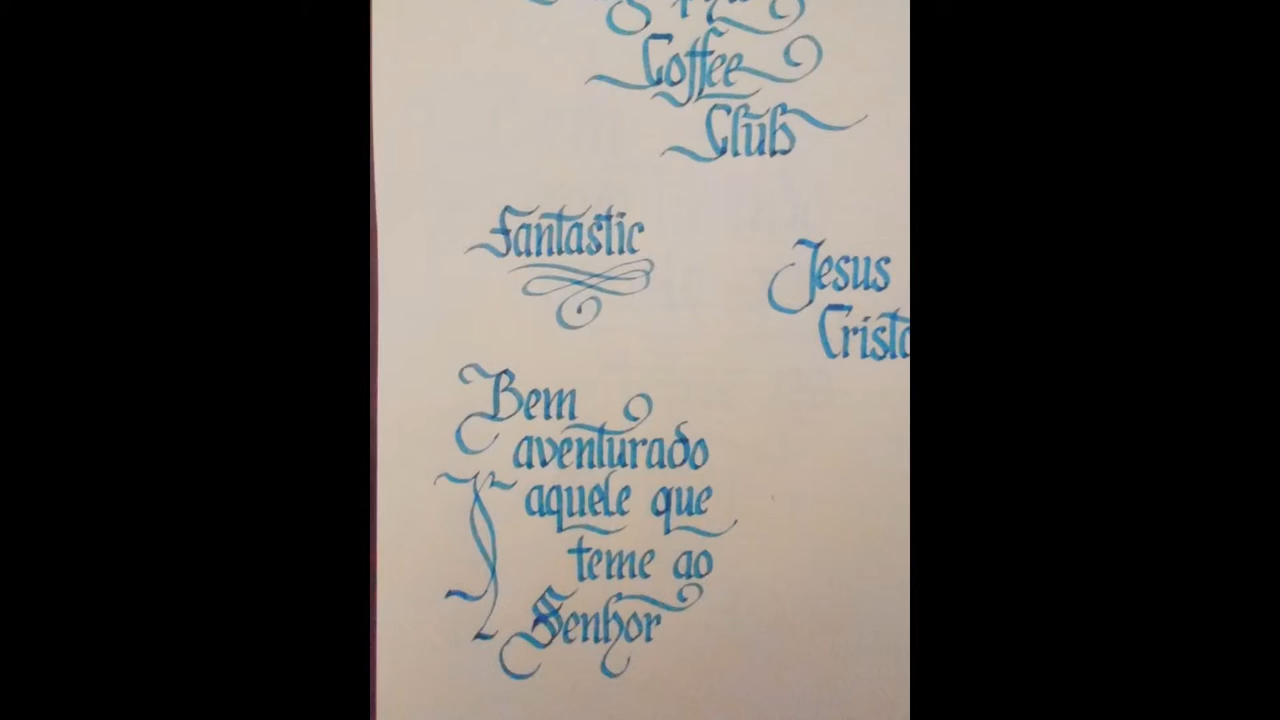 Coffee
Club
Fantastic
Jesus
Cristo
Bem
aventurado
aquele que
teme ao
Senhor